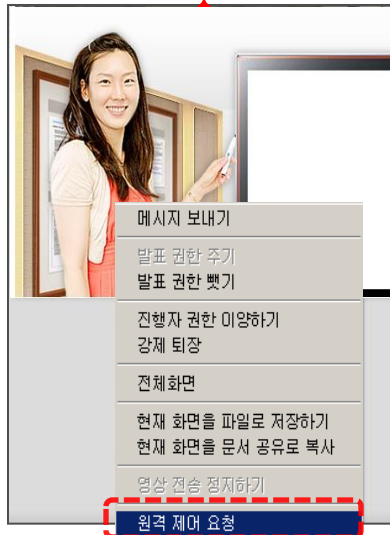 메시지 보내기
발표 권한 주기
발표 권한 뺏기
진행자 권한 이양하기
강제 퇴장
전체화면
현재 화면을 파일로 저장하기
현재 화면을 문서 공유로 복사
영상 전송 정지하기
원격 제어 요청